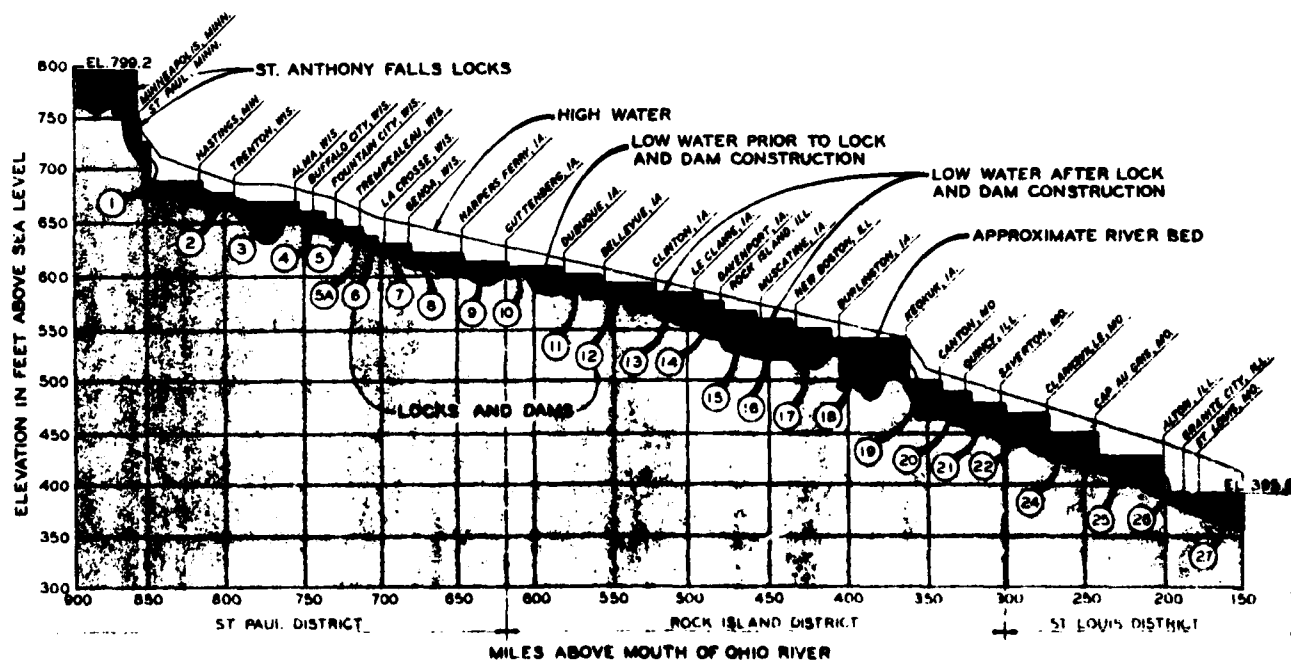 MINNEAPOLIS, MINN.
ST PAUL, MINN.
EL. 799.2
ST. ANTHONY FALLS LOCKS
HASTINGS, MIN
TRENTON, WIS.
ALMA, WIS
BUFFALO CITY, WIS.
FOUNTAIN CITY, WIS.
TREMPEALEAU, WIS
LA CROSSE, WIS.
GENOA, WIS.
HIGH WATER
HARPERS FERRY, IA.
GUTTENBERG, IA.
LOW WATER PRIOR TO LOCK
AND DAM CONSTRUCTION
DUBUQUE, IA.
BELLEVUE, IA
LOW WATER AFTER LOCK
AND DAM CONSTRUCTION
CLINTON, IA.
LE CLAIRE, IA.
DAVENPORT, IA.
ROCK ISLAND, ILL.
MUSCATINE, IA.
NEW BOSTON, ILL
BURLINGTON, IA.
APPROXIMATE RIVER BED
KEOKUK, IA.
CANTON, MO
QUINCY, ILL
SAVERTON, MO.
CLARKSVILLE, MO
CAP AU GRIS, MO.
ALTON, ILL.
GRANITE CITY, ILL.
ST LOUIS, MO.
ELEVATION IN FEET ABOVE SEA LEVEL
800
750
700
650
600
550
500
450
400
350
300
1
2
3
4
5
5A
6
7
8
9
10
11
12
13
14
15
16
17
18
19
20
21
22
24
25
26
27
LOCKS AND DAMS
900 850 800 750 700 650 600 550 500 450 400 350 300 250 200 150
ST PAUL DISTRICT ROCK ISLAND DISTRICT ST LOUIS DISTRICT
MILES ABOVE MOUTH OF OHIO RIVER